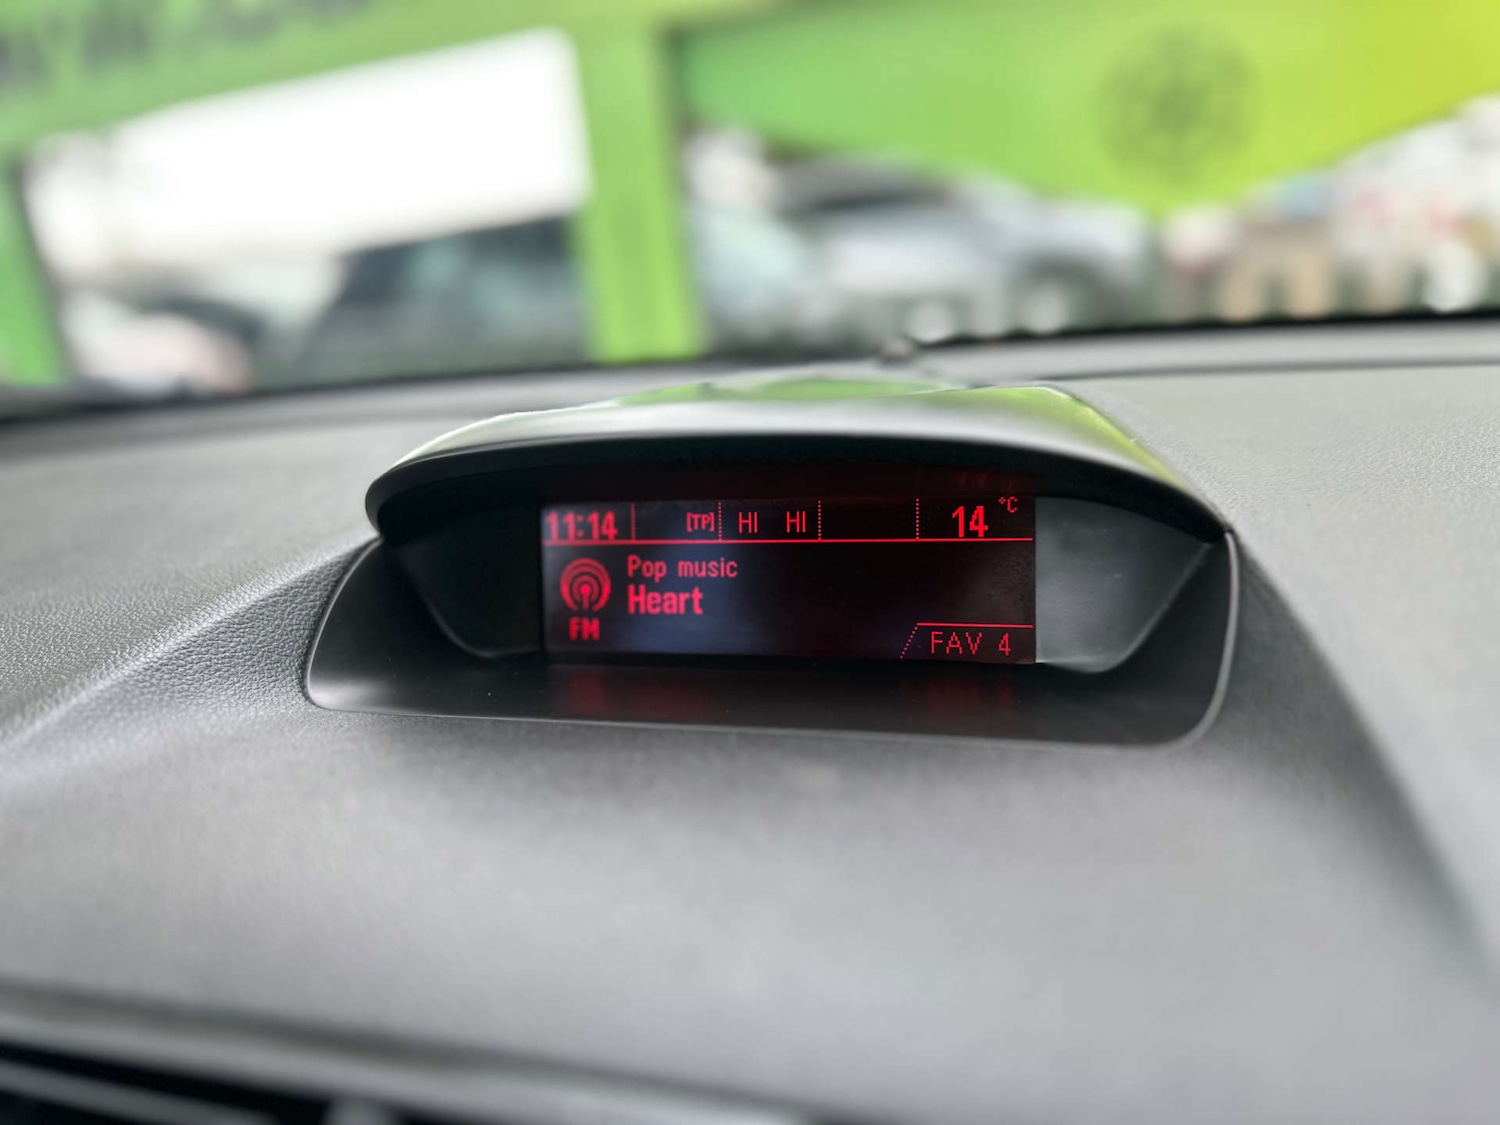 11:14 [TP] HI HI 14 °C
Pop music
Heart
FM
FAV 4